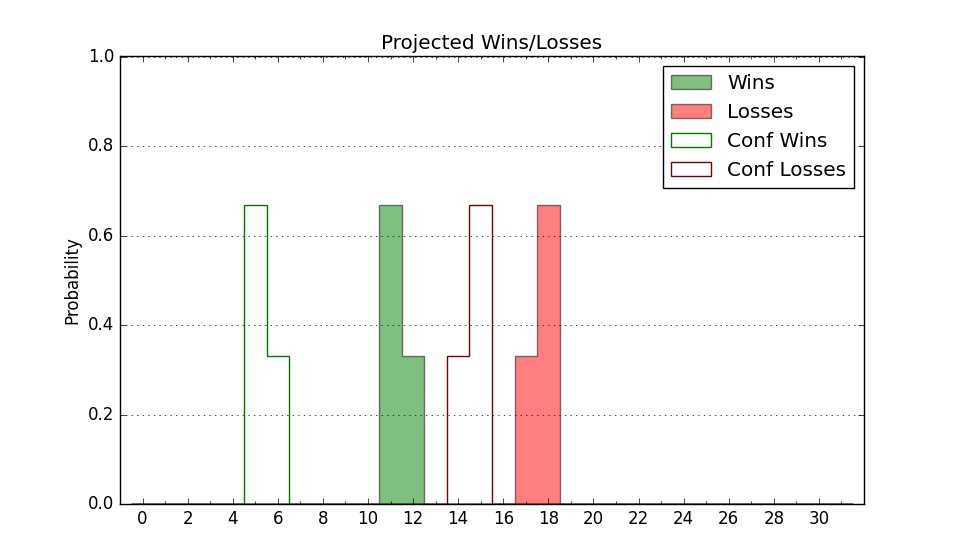 Projected Wins/Losses
1.0
0.8
0.6
0.4
0.2
0.0
Probability
Wins
Losses
Conf Wins
Conf Losses
0 2 4 6 8 10 12 14 16 18 20 22 24 26 28 30